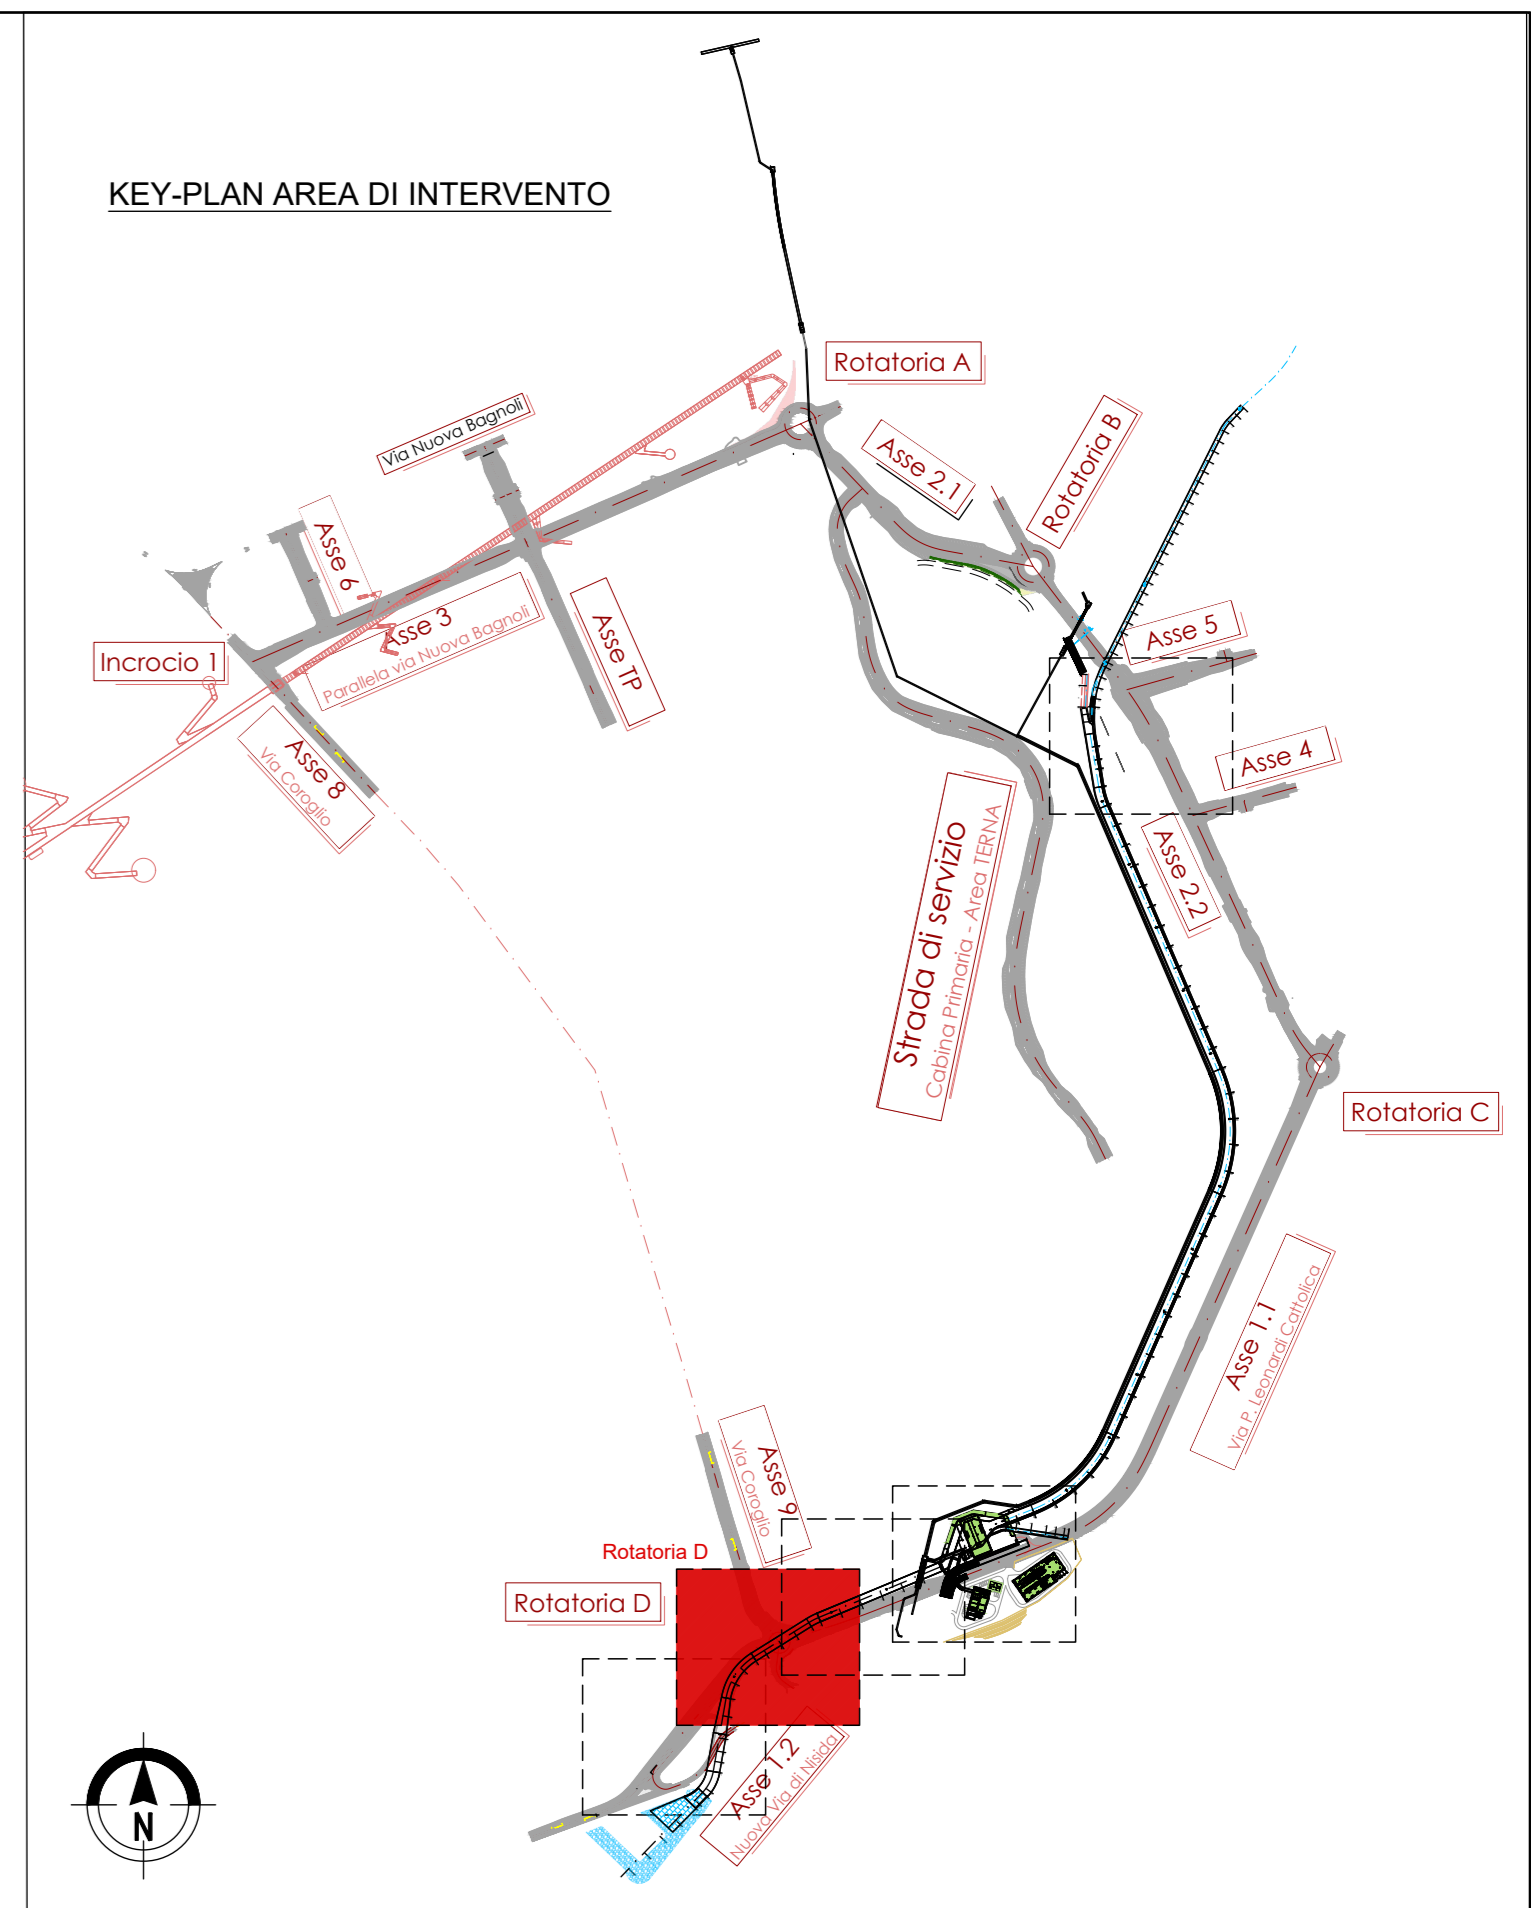 KEY-PLAN AREA DI INTERVENTO
Rotatoria A
Via Nuova Bagnoli
Asse 2.1
Rotatoria B
Asse 6
Asse 3
Parallela via Nuova Bagnoli
Asse TP
Asse 5
Incrocio 1
Asse 8
Via Coroglio
Asse 4
Strada di servizio
Cabina Primaria - Area TERNA
Asse 2.2
Rotatoria C
Asse 1.1
Via P. Leonardi Cattolica
Asse 9
Via Coroglio
Rotatoria D
Rotatoria D
Asse 1.2
Nuova Via di Nisida
N